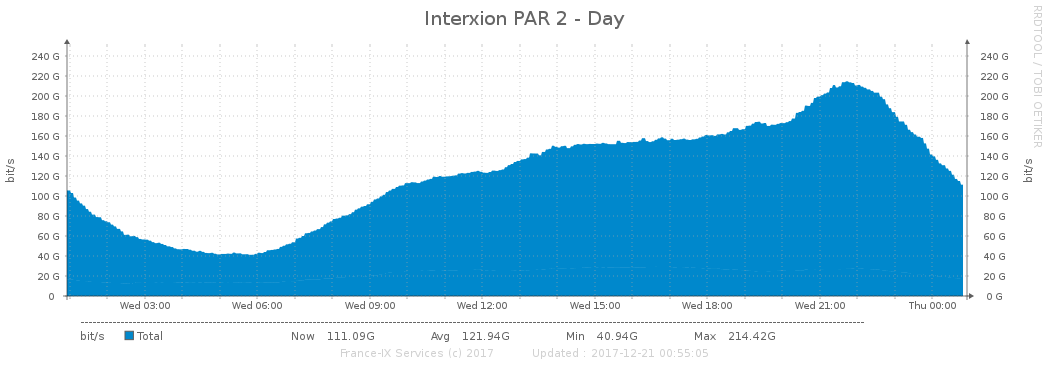 Interxion PAR 2 - Day
RRDTOOL / TOBI OETIKER
240 G 240 G
220 G 220 G
200 G 200 G
180 G 180 G
160 G 160 G
140 G 140 G
120 G 120 G
100 G 100 G
80 G 80 G
60 G 60 G
40 G 40 G
20 G 20 G
0 0 G
bit/s
bit/s
Wed 03:00 Wed 06:00 Wed 09:00 Wed 12:00 Wed 15:00 Wed 18:00 Wed 21:00 Thu 00:00
bit/s Total Now 111.09G Avg 121.94G Min 40.94G Max 214.42G
France-IX Services (c) 2017 Updated : 2017-12-21 00:55:05